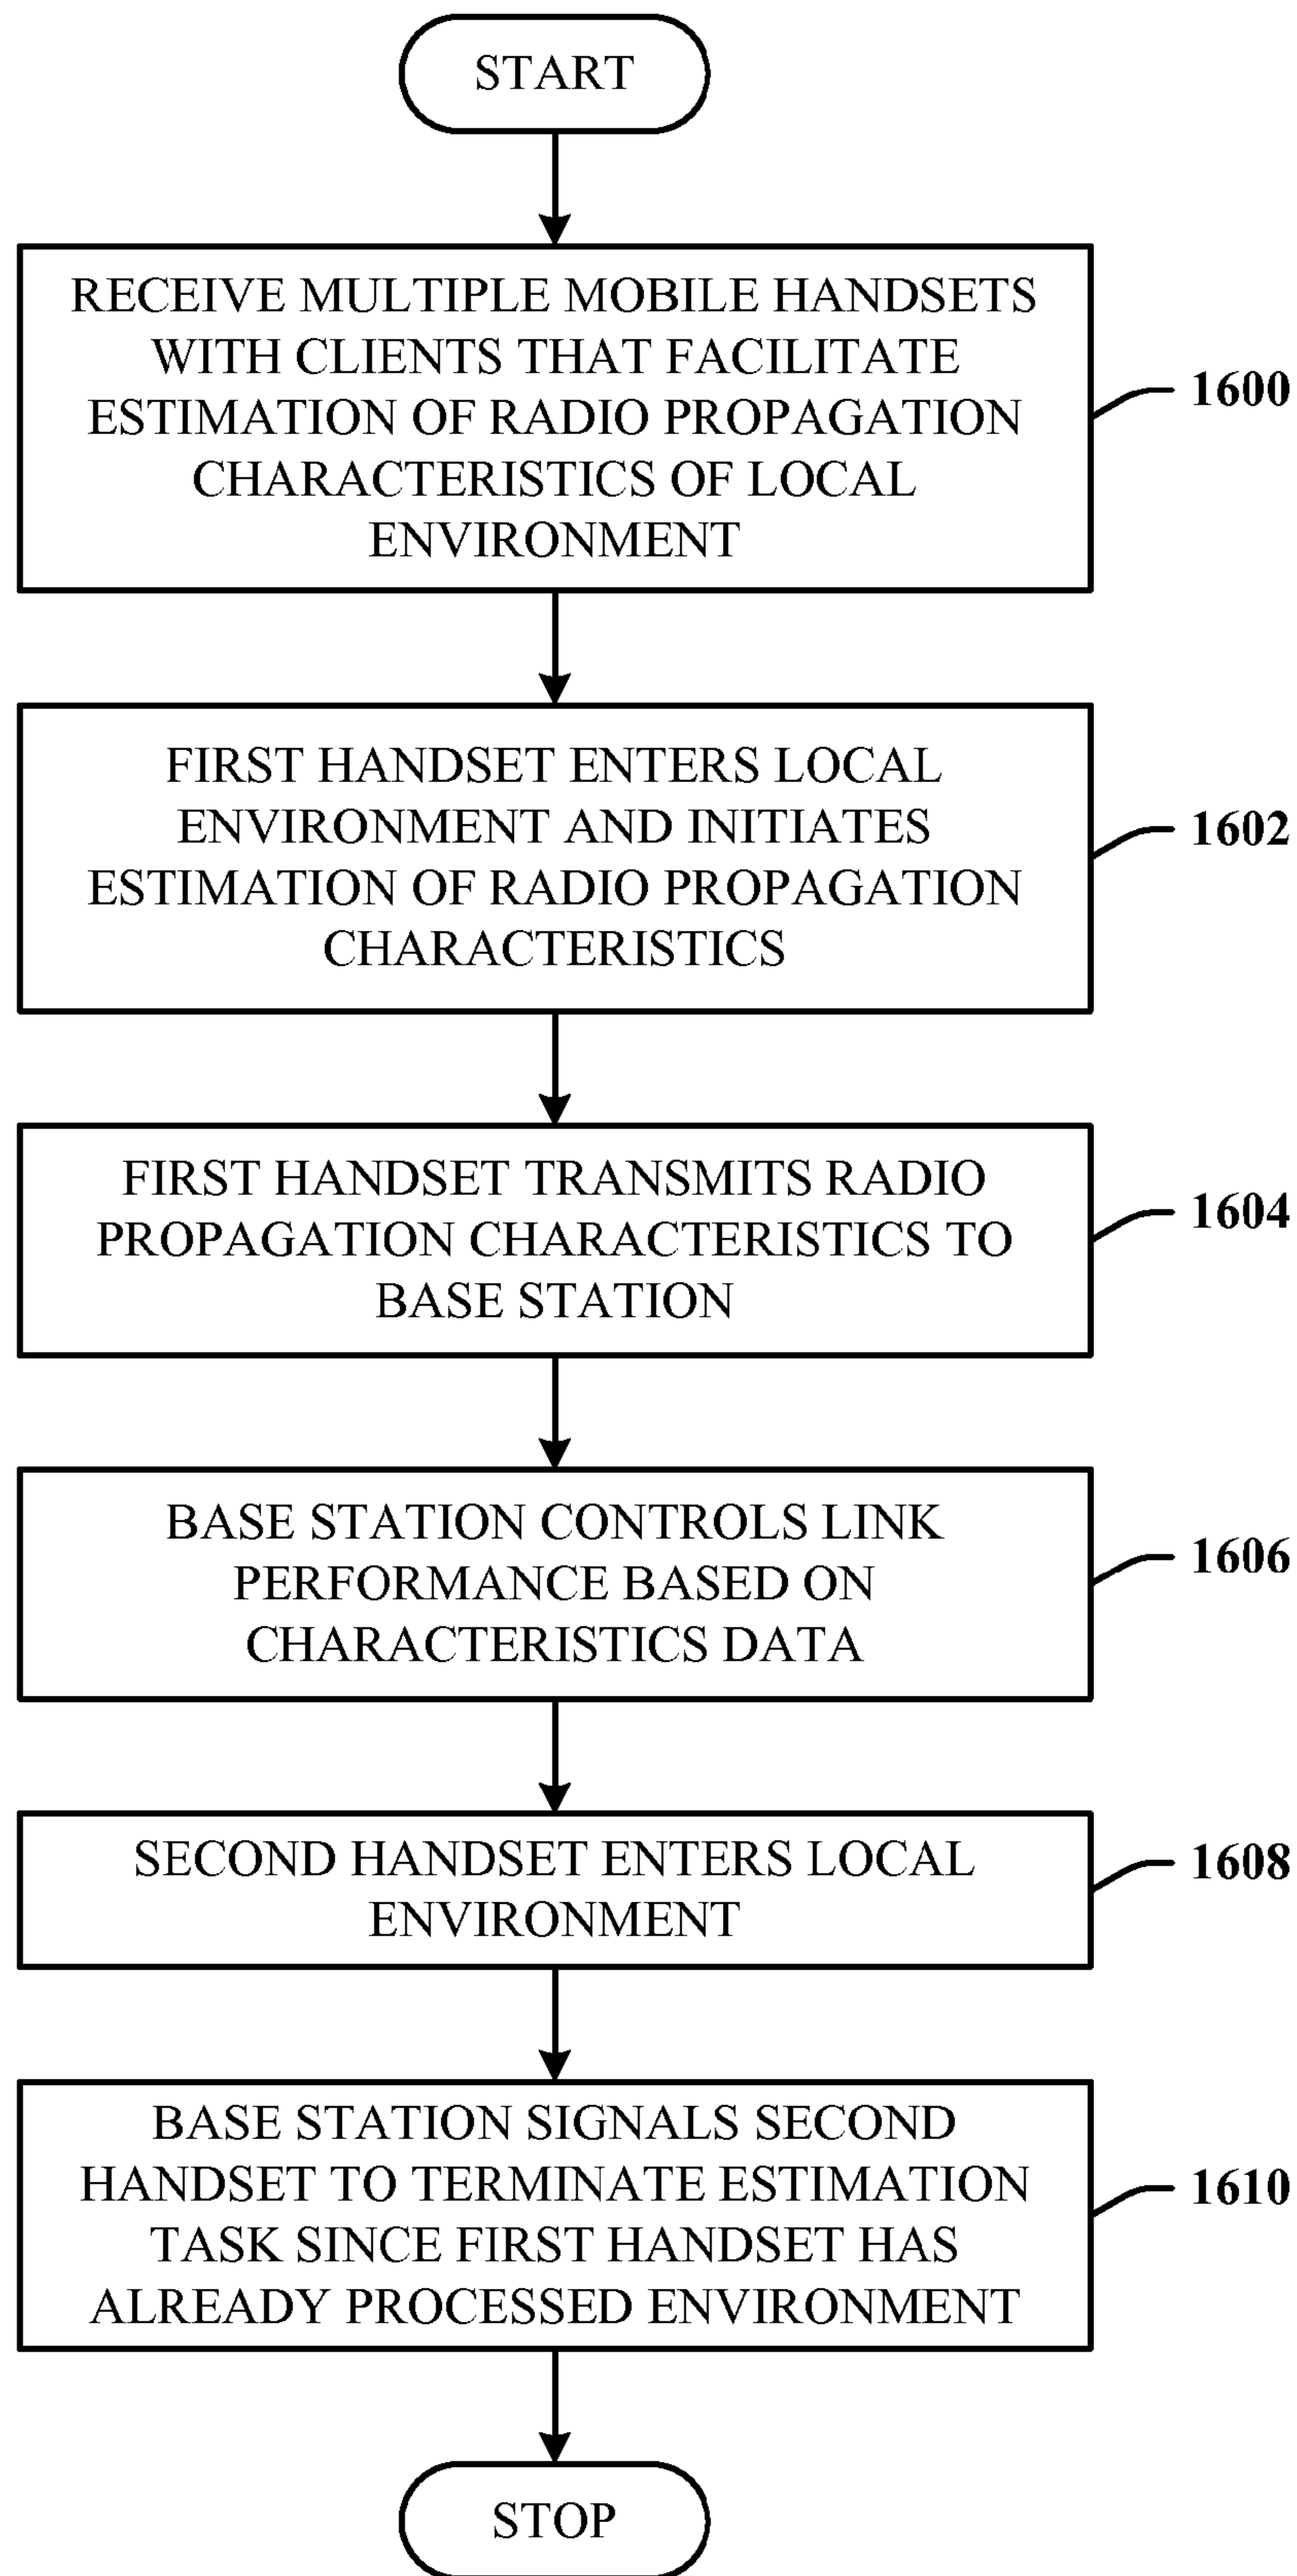 START
RECEIVE MULTIPLE MOBILE HANDSETS
WITH CLIENTS THAT FACILITATE
ESTIMATION OF RADIO PROPAGATION
CHARACTERISTICS OF LOCAL
ENVIRONMENT
1600
FIRST HANDSET ENTERS LOCAL
ENVIRONMENT AND INITIATES
ESTIMATION OF RADIO PROPAGATION
CHARACTERISTICS
1602
FIRST HANDSET TRANSMITS RADIO
PROPAGATION CHARACTERISTICS TO
BASE STATION
1604
BASE STATION CONTROLS LINK
PERFORMANCE BASED ON
CHARACTERISTICS DATA
1606
SECOND HANDSET ENTERS LOCAL
ENVIRONMENT
1608
BASE STATION SIGNALS SECOND
HANDSET TO TERMINATE ESTIMATION
TASK SINCE FIRST HANDSET HAS
ALREADY PROCESSED ENVIRONMENT
1610
STOP